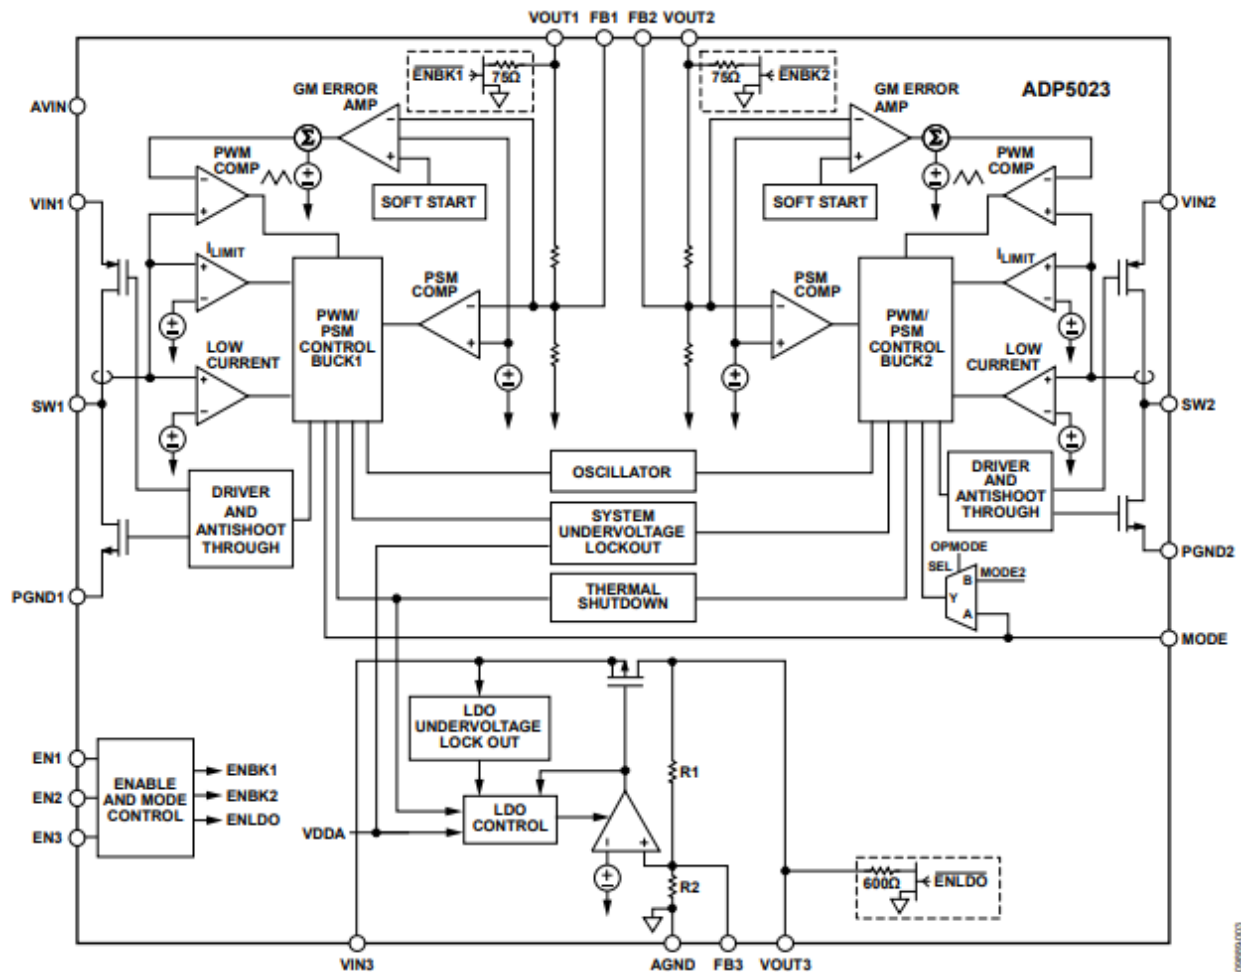 VOUT1 FB1 FB2 VOUT2
ENBK1
75Ω
75Ω
ENBK2
ADP5023
AVIN
GM ERROR
AMP
GM ERROR
AMP
Σ
Σ
PWM
COMP
PWM
COMP
SOFT START
SOFT START
VIN1
VIN2
ILIMIT
ILIMIT
PSM
COMP
PSM
COMP
PWM/
PSM
CONTROL
BUCK1
PWM/
PSM
CONTROL
BUCK2
LOW
CURRENT
LOW
CURRENT
SW1
SW2
OSCILLATOR
DRIVER
AND
ANTISHOOT
THROUGH
DRIVER
AND
ANTISHOOT
THROUGH
SYSTEM
UNDERVOLTAGE
LOCKOUT
THERMAL
SHUTDOWN
OPMODE
SEL
B
MODE2
Y
A
PGND1
PGND2
MODE
LDO
UNDERVOLTAGE
LOCK OUT
R1
EN1
EN2
EN3
ENABLE
AND MODE
CONTROL
ENBK1
ENBK2
ENLDO
VDDA
LDO
CONTROL
R2
600Ω
ENLDO
VIN3 AGND FB3 VOUT3
09889-003